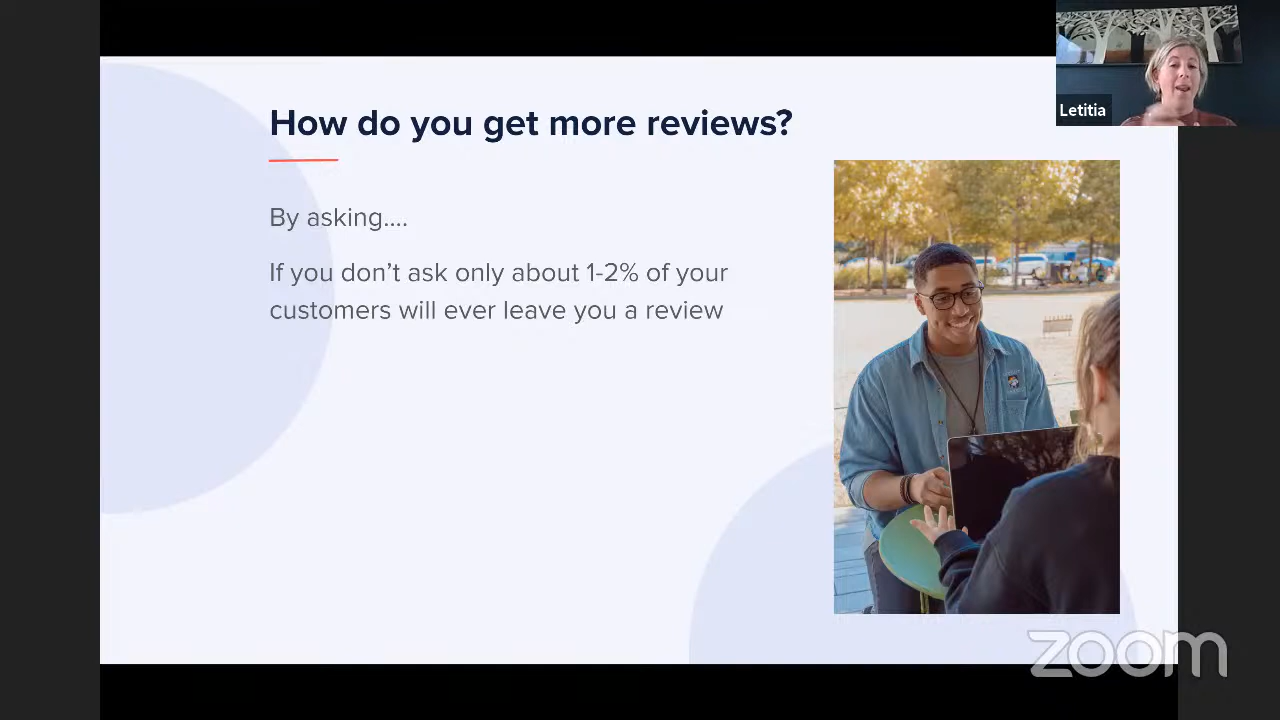 How do you get more reviews?
By asking....
If you don't ask only about 1-2% of your
customers will ever leave you a review
Letitia
zoom